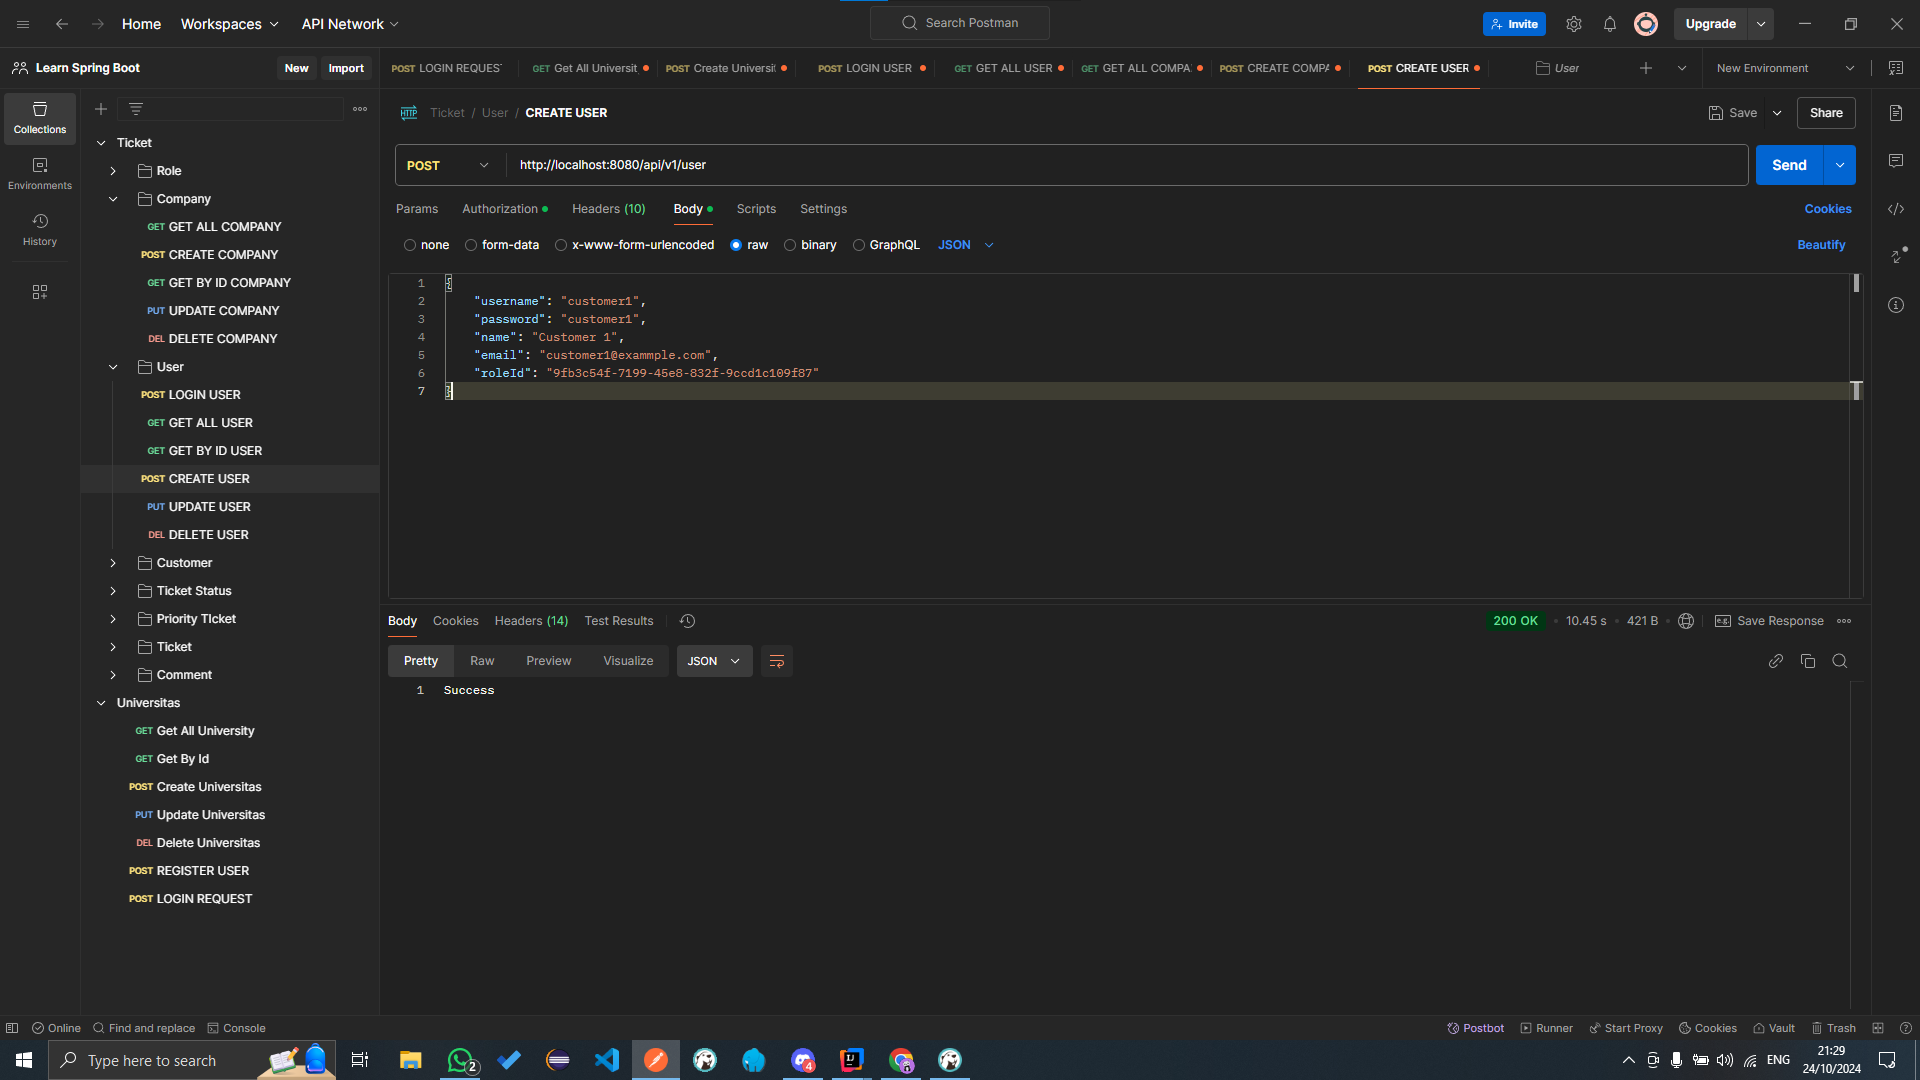 Home
Workspaces
API Network
Search Postman
Invite
Upgrade
Learn Spring Boot
New
Import
POST LOGIN REQUES
GET Get All Universit
POST Create Universit
POST LOGIN USER
GET GET ALL USER
GET GET ALL COMPA
POST CREATE COMPA
POST CREATE USER
User
New Environment
Collections
Environments
History
Ticket
Role
Company
GET GET ALL COMPANY
POST CREATE COMPANY
GET GET BY ID COMPANY
PUT UPDATE COMPANY
DEL DELETE COMPANY
User
POST LOGIN USER
GET GET ALL USER
GET GET BY ID USER
POST CREATE USER
PUT UPDATE USER
DEL DELETE USER
Customer
Ticket Status
Priority TIcket
Ticket
Comment
Universitas
GET Get All University
GET Get By Id
POST Create Universitas
PUT Update Universitas
DEL Delete Universitas
POST REGISTER USER
POST LOGIN REQUEST
HTTP Ticket / User / CREATE USER
Save
Share
POST
http://localhost:8080/api/v1/user
Send
Params
Authorization
Headers (10)
Body
Scripts
Settings
Cookies
none
form-data
x-www-form-urlencoded
raw
binary
GraphQL
JSON
Beautify
1 {
2 "username": "customer1",
3 "password": "customer1",
4 "name": "Customer 1",
5 "email": "customer1@exammple.com",
6 "roleId": "9fb3c54f-7199-45e8-832f-9ccd1c109f87"
7 }
Body
Cookies
Headers (14)
Test Results
200 OK
10.45 s
421 B
e.g. Save Response
Pretty
Raw
Preview
Visualize
JSON
1 Success
Online
Find and replace
Console
Postbot
Runner
Start Proxy
Cookies
Vault
Trash
Type here to search
2
4
ENG
21:29
24/10/2024